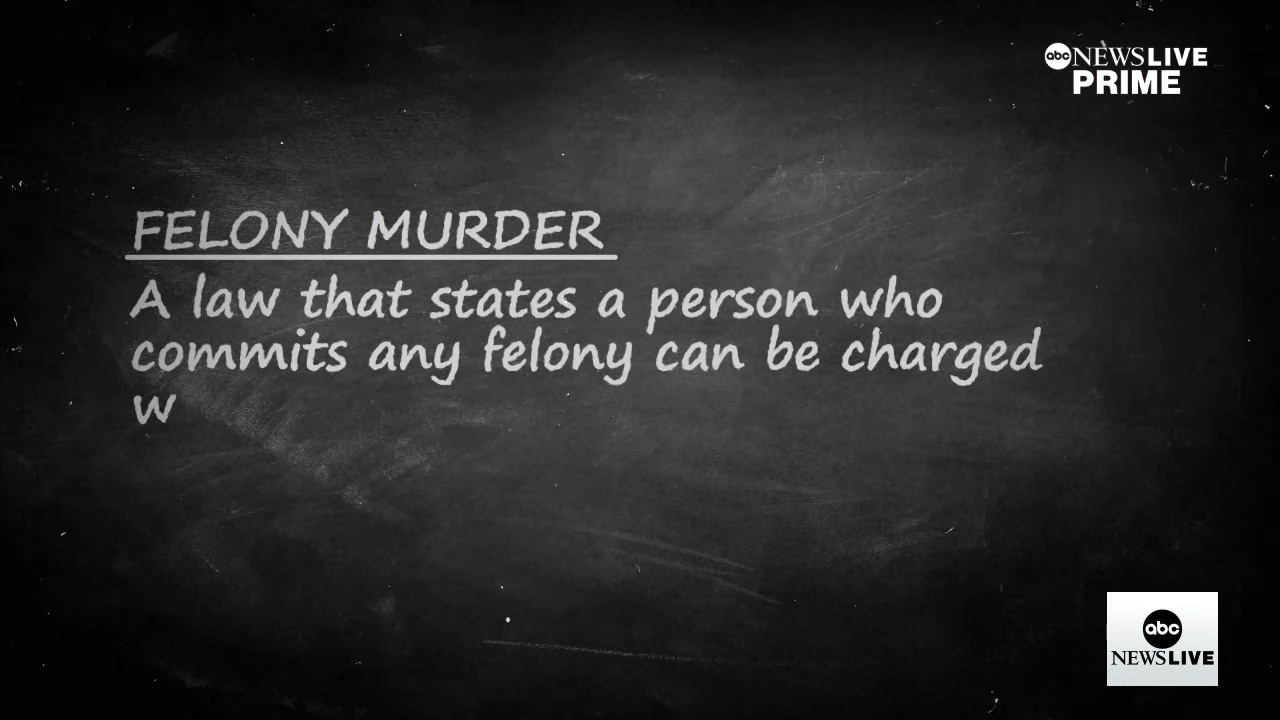 abc NEWS LIVE
PRIME
FELONY MURDER
A law that states a person who
commits any felony can be charged
w
abc
NEWS LIVE